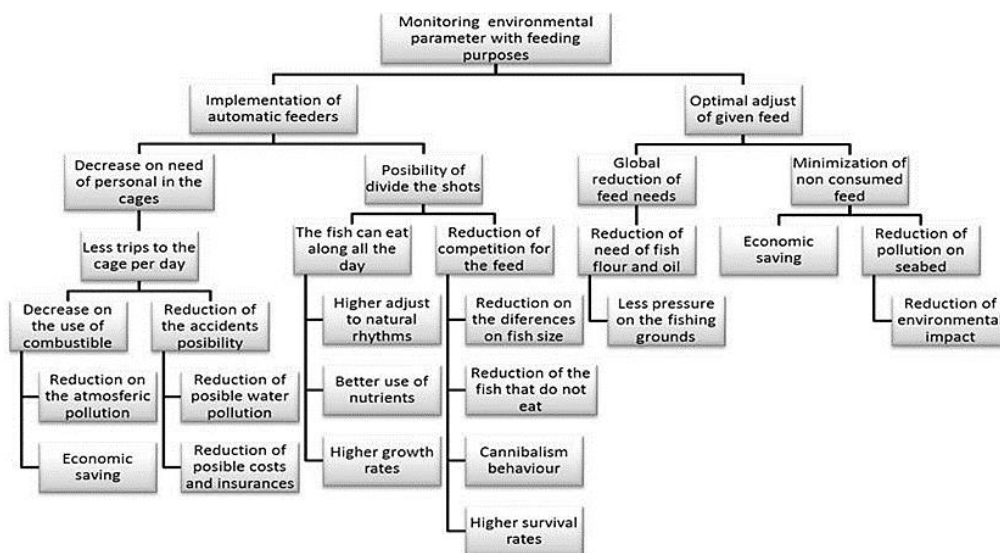 Monitoring environmental
parameter with feeding
purposes
Implementation of
automatic feeders
Optimal adjust
of given feed
Decrease on need
of personal in the
cages
Posibility of
divide the shots
Global
reduction of
feed needs
Minimization of
non consumed
feed
Less trips to the
cage per day
The fish can eat
along all the
day
Reduction of
competition for
the feed
Reduction of
need of fish
flour and oil
Economic
saving
Reduction of
pollution on
seabed
Decrease on
the use of
combustible
Reduction of
the accidents
posibility
Higher adjust
to natural
rhythms
Reduction on
the diferences
on fish size
Less pressure
on the fishing
grounds
Reduction of
environmental
impact
Reduction on
the atmosferic
pollution
Reduction of
posible water
pollution
Better use of
nutrients
Reduction of the
fish that do not
eat
Economic
saving
Reduction of
posible costs
and insurances
Higher growth
rates
Cannibalism
behaviour
Higher survival
rates